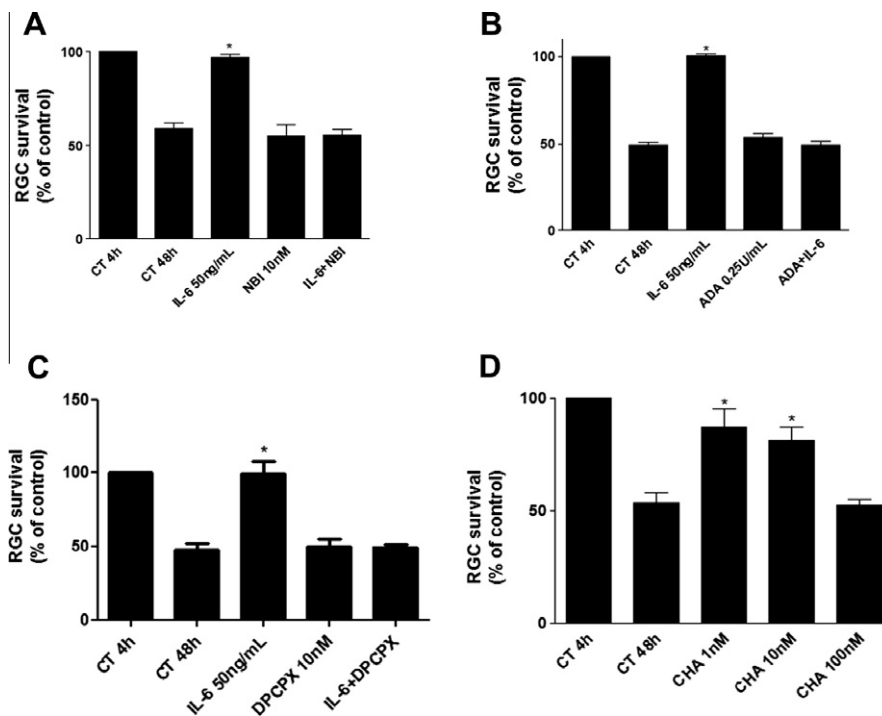 A
RGC survival
(% of control)
100
50
0
CT 4h
CT 48h
IL-6 50ng/mL
NBI 10nM
IL-6+NBI
*
B
RGC survival
(% of control)
100
50
0
CT 4h
CT 48h
IL-6 50ng/mL
ADA 0.25U/mL
ADA+IL-6
*
C
RGC survival
(% of control)
150
100
50
0
CT 4h
CT 48h
IL-6 50ng/mL
DPCPX 10nM
IL-6+DPCPX
*
D
RGC survival
(% of control)
100
50
0
CT 4h
CT 48h
CHA 1nM
CHA 10nM
CHA 100nM
*
*